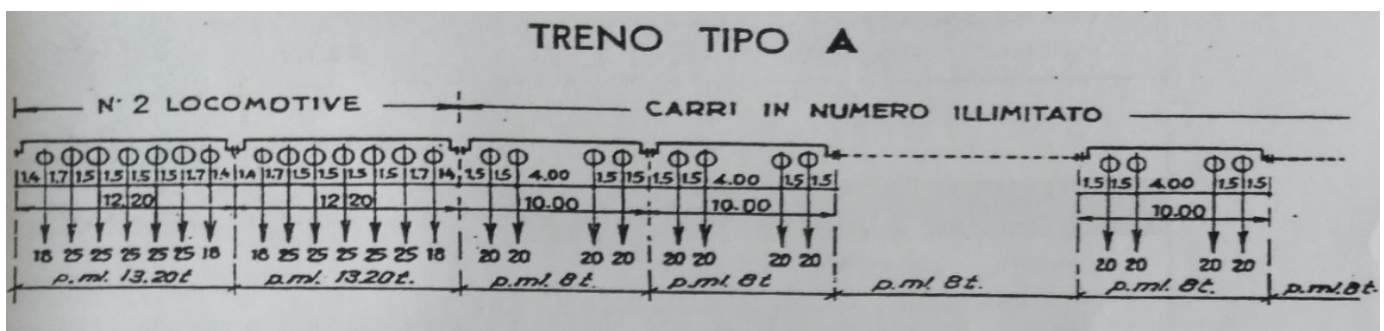 TRENO TIPO A
N° 2 LOCOMOTIVE CARRI IN NUMERO ILLIMITATO
1.4 1.7 1.5 1.5 1.5 1.5 1.7 1.4 1.4 1.7 1.5 1.5 1.5 1.5 1.7 1.4 1.5 1.5 4.00 1.5 1.5 1.5 1.5 4.00 1.5 1.5 1.5 1.5 4.00 1.5 1.5
12.20 12.20 10.00 10.00 10.00
18 25 25 25 25 25 18 18 25 25 25 25 25 18 20 20 20 20 20 20 20 20 20 20 20 20
p.ml. 13.20t p.ml. 13.20t. p.ml. 8t. p.ml. 8t p.ml. 8t. p.ml. 8t. p.ml. 8t.